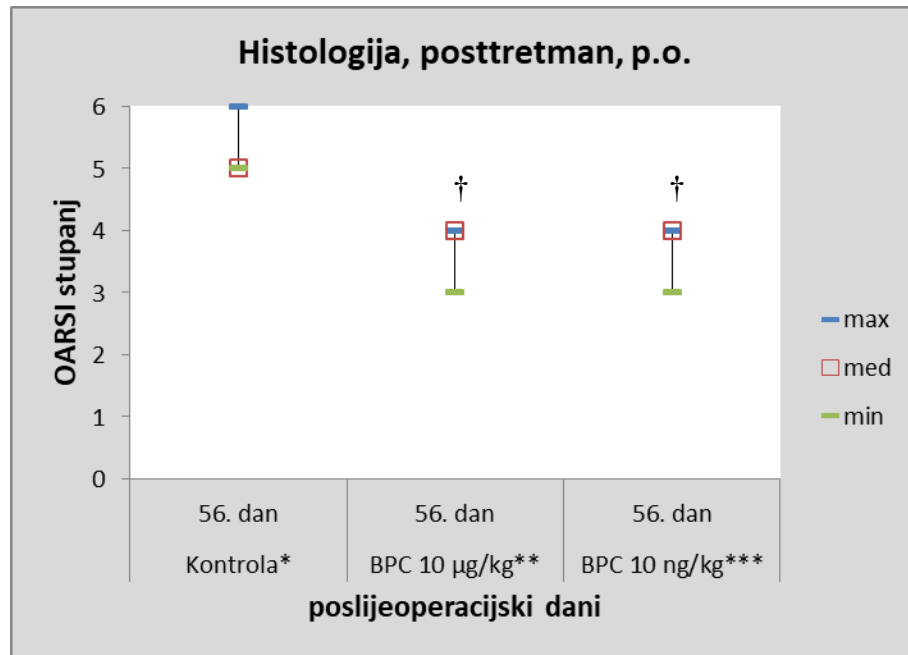 Histologija, posttretman, p.o.
OARSI stupanj
6
5
4
3
2
1
0
†
†
max
med
min
56. dan
56. dan
56. dan
Kontrola*
BPC 10 µg/kg**
BPC 10 ng/kg***
poslijeoperacijski dani